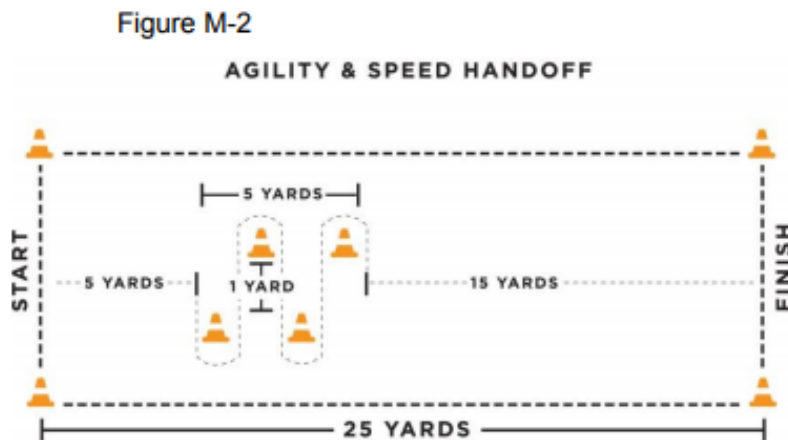 Figure M-2
AGILITY & SPEED HANDOFF
5 YARDS
START
5 YARDS
1 YARD
15 YARDS
FINISH
25 YARDS